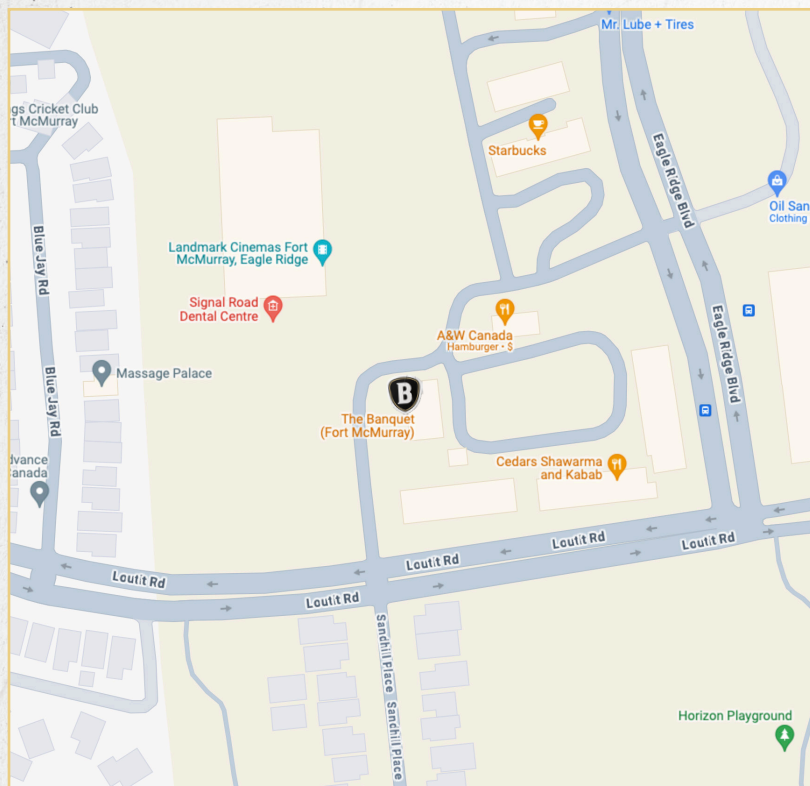 Mr. Lube + Tires
gs Cricket Club
rt McMurray
Starbucks
Eagle Ridge Blvd
Oil San
Clothing
Blue Jay Rd
Landmark Cinemas Fort
McMurray, Eagle Ridge
Signal Road
Dental Centre
A&W Canada
Hamburger • $
Eagle Ridge Blvd
Massage Palace
Blue Jay Rd
B
The Banquet
(Fort McMurray)
Cedars Shawarma
and Kabab
dvance
Canada
Loutit Rd
Loutit Rd
Loutit Rd
Loutit Rd
Loutit Rd
Sandhill Place
Sandhill Place
Horizon Playground